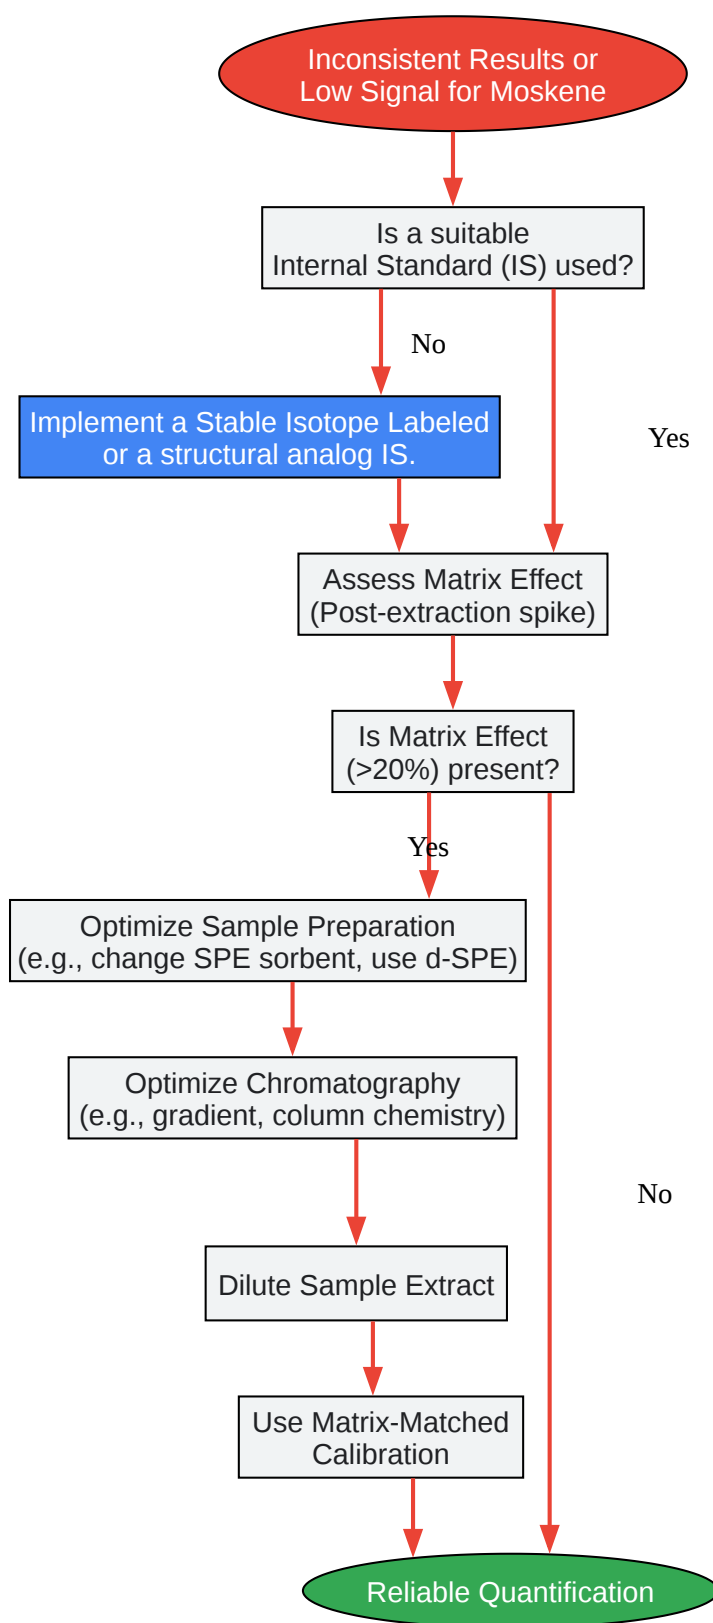 Inconsistent Results or
Low Signal for Moskene
Is a suitable
Internal Standard (IS) used?
No
Implement a Stable Isotope Labeled
or a structural analog IS.
Yes
Assess Matrix Effect
(Post-extraction spike)
Is Matrix Effect
(>20%) present?
Yes
Optimize Sample Preparation
(e.g., change SPE sorbent, use d-SPE)
Optimize Chromatography
(e.g., gradient, column chemistry)
No
Dilute Sample Extract
Use Matrix-Matched
Calibration
Reliable Quantification